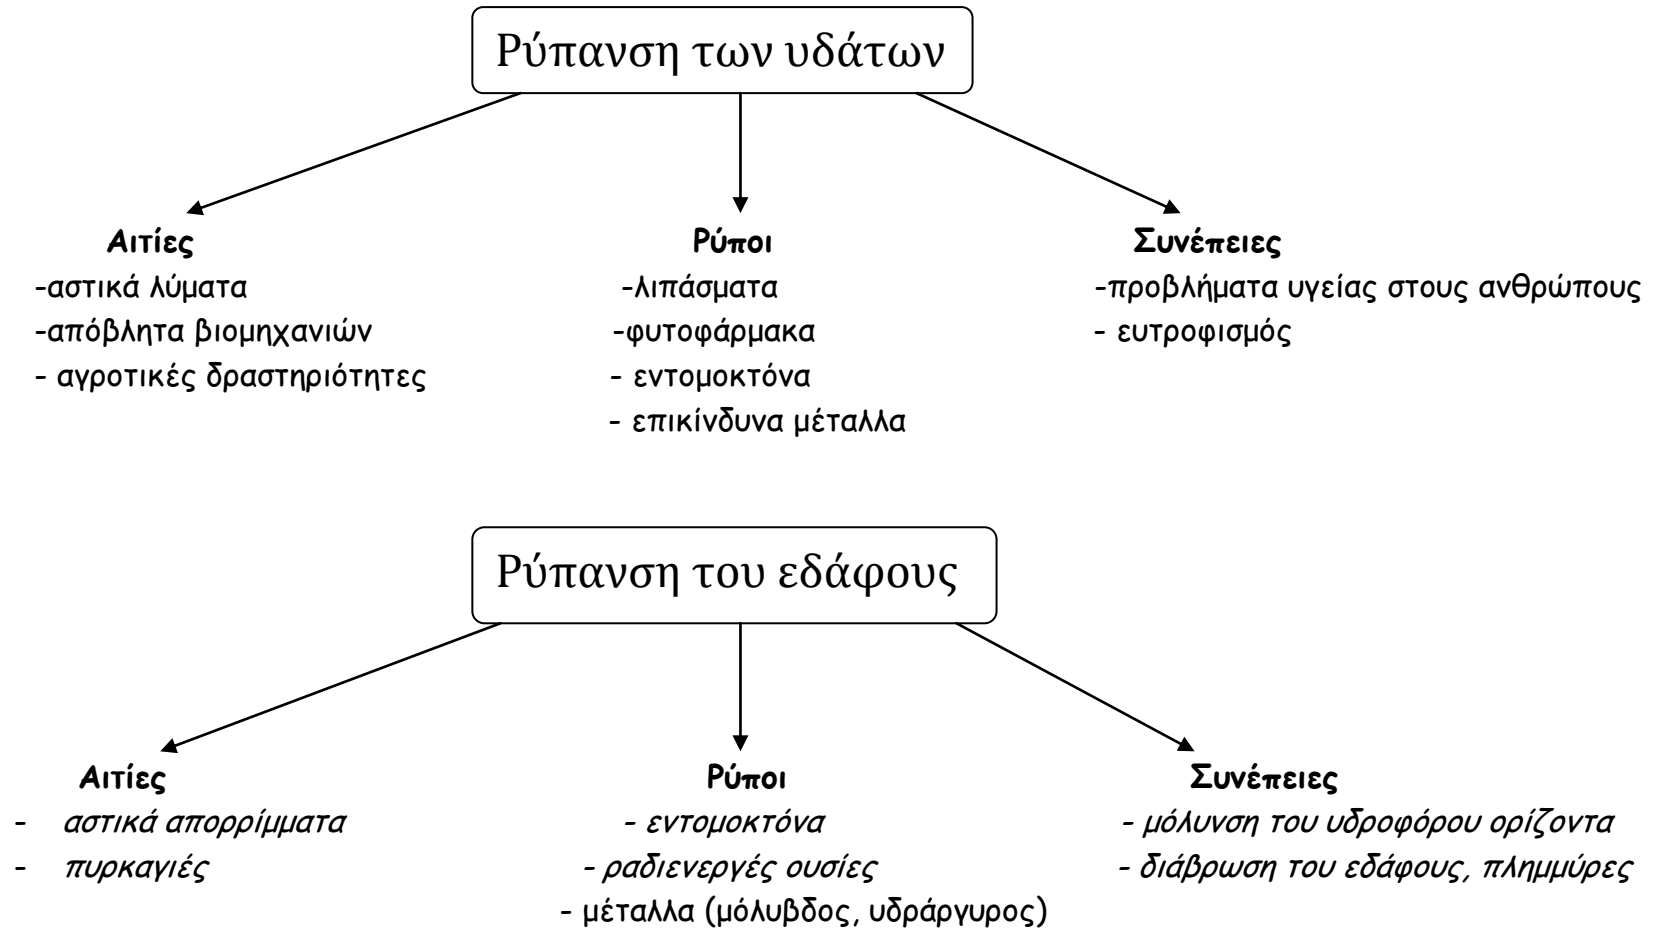 Ρύπανση των υδάτων
Αιτίες
-αστικά λύματα
-απόβλητα βιομηχανιών
- αγροτικές δραστηριότητες
Ρύποι
-λιπάσματα
-φυτοφάρμακα
- εντομοκτόνα
- επικίνδυνα μέταλλα
Συνέπειες
-προβλήματα υγείας στους ανθρώπους
- ευτροφισμός
Ρύπανση του εδάφους
Αιτίες
- αστικά απορρίμματα
- πυρκαγιές
Ρύποι
- εντομοκτόνα
- ραδιενεργές ουσίες
- μέταλλα (μόλυβδος, υδράργυρος)
Συνέπειες
- μόλυνση του υδροφόρου ορίζοντα
- διάβρωση του εδάφους, πλημμύρες